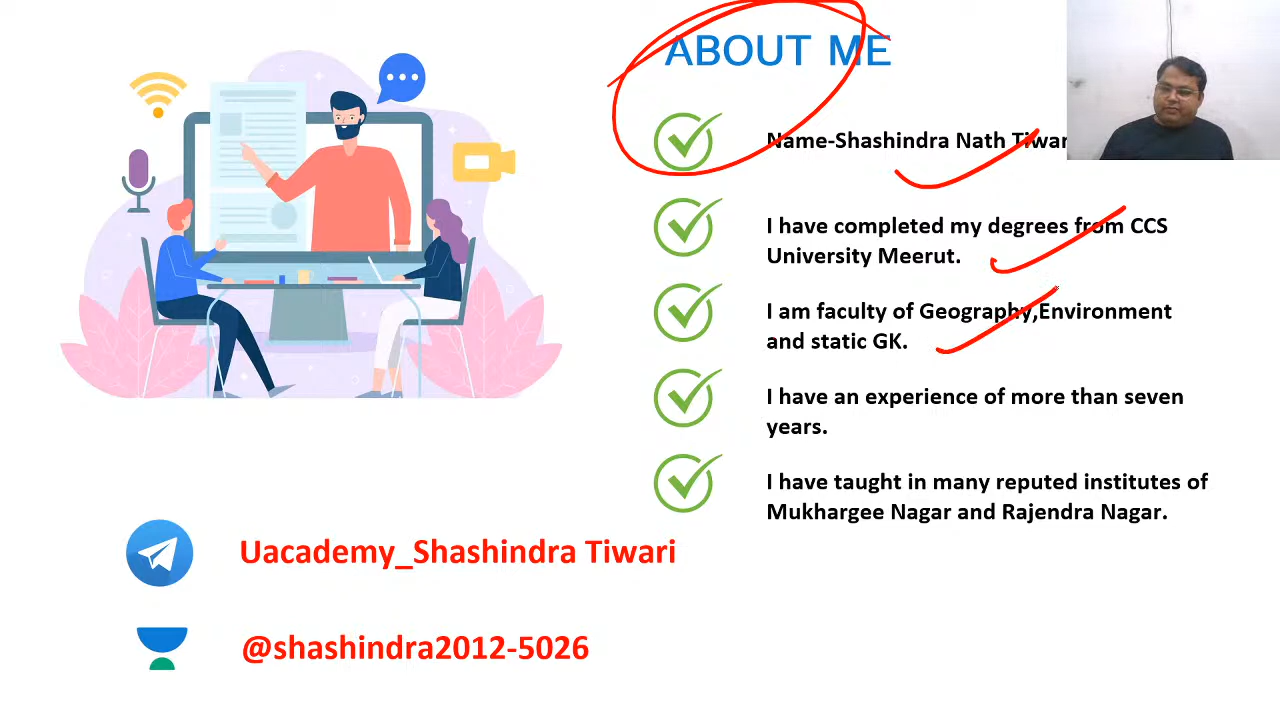 ABOUT ME
Name-Shashindra Nath Tiwar
I have completed my degrees from CCS
University Meerut.
I am faculty of Geography,Environment
and static GK.
I have an experience of more than seven
years.
I have taught in many reputed institutes of
Mukhargee Nagar and Rajendra Nagar.
Uacademy_Shashindra Tiwari
@shashindra2012-5026